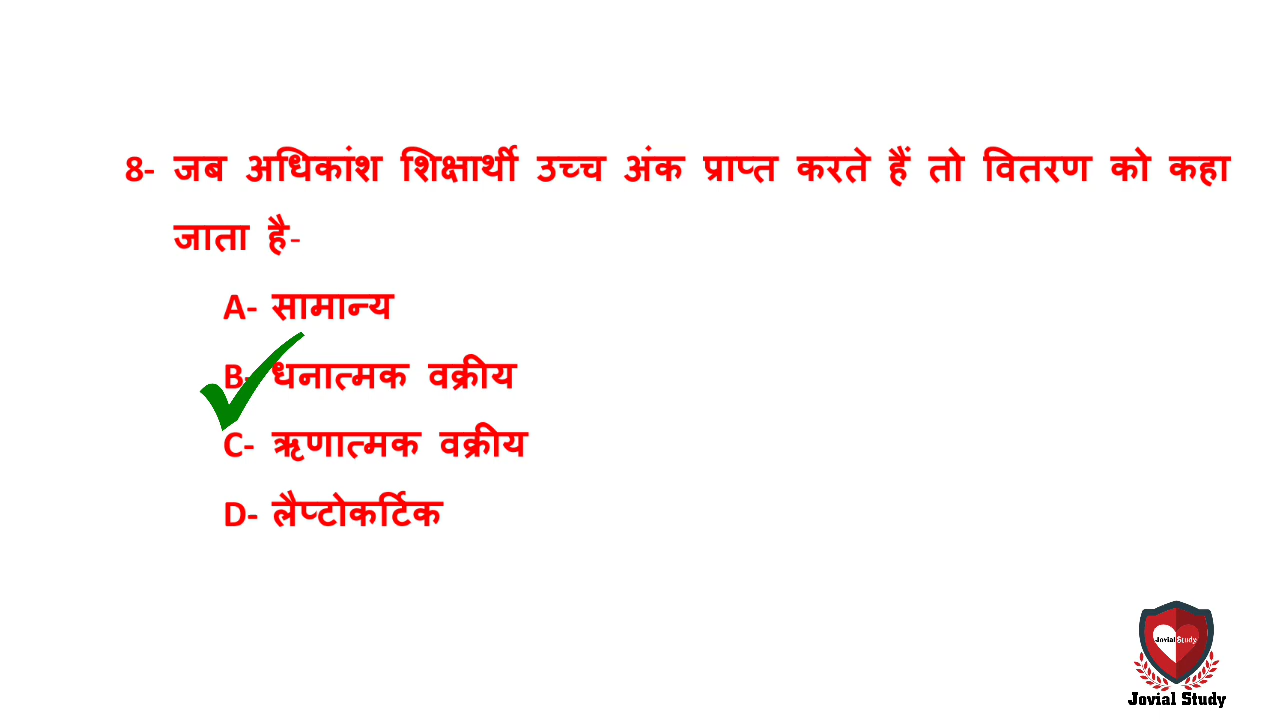 8- जब अधिकांश शिक्षार्थी उच्च अंक प्राप्त करते हैं तो वितरण को कहा
जाता है-
A- सामान्य
B- धनात्मक वक्रीय
C- ऋणात्मक वक्रीय
D- लैप्टोकर्टिक
Jovial Study
Jovial Study